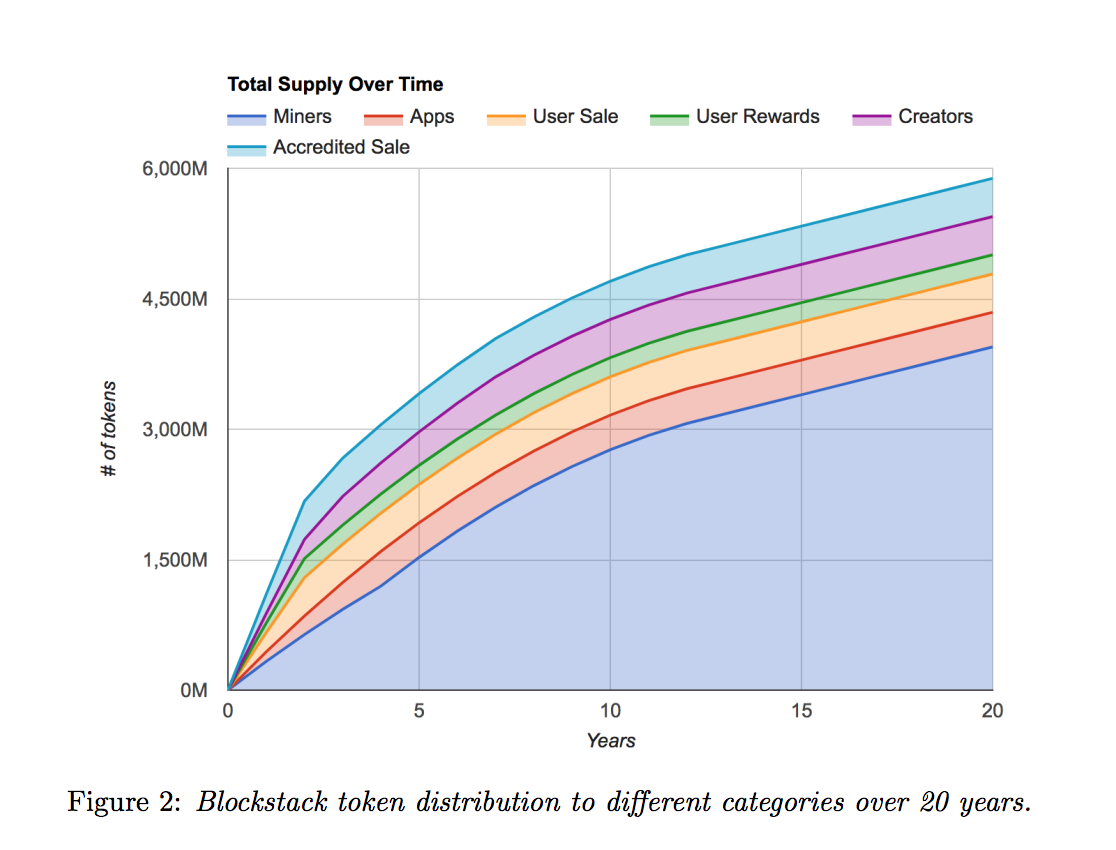 Total Supply Over Time
Miners Apps User Sale User Rewards Creators
Accredited Sale
6,000M
4,500M
3,000M
1,500M
0M
# of tokens
0 5 10 15 20
Years
Figure 2: Blockstack token distribution to different categories over 20 years.